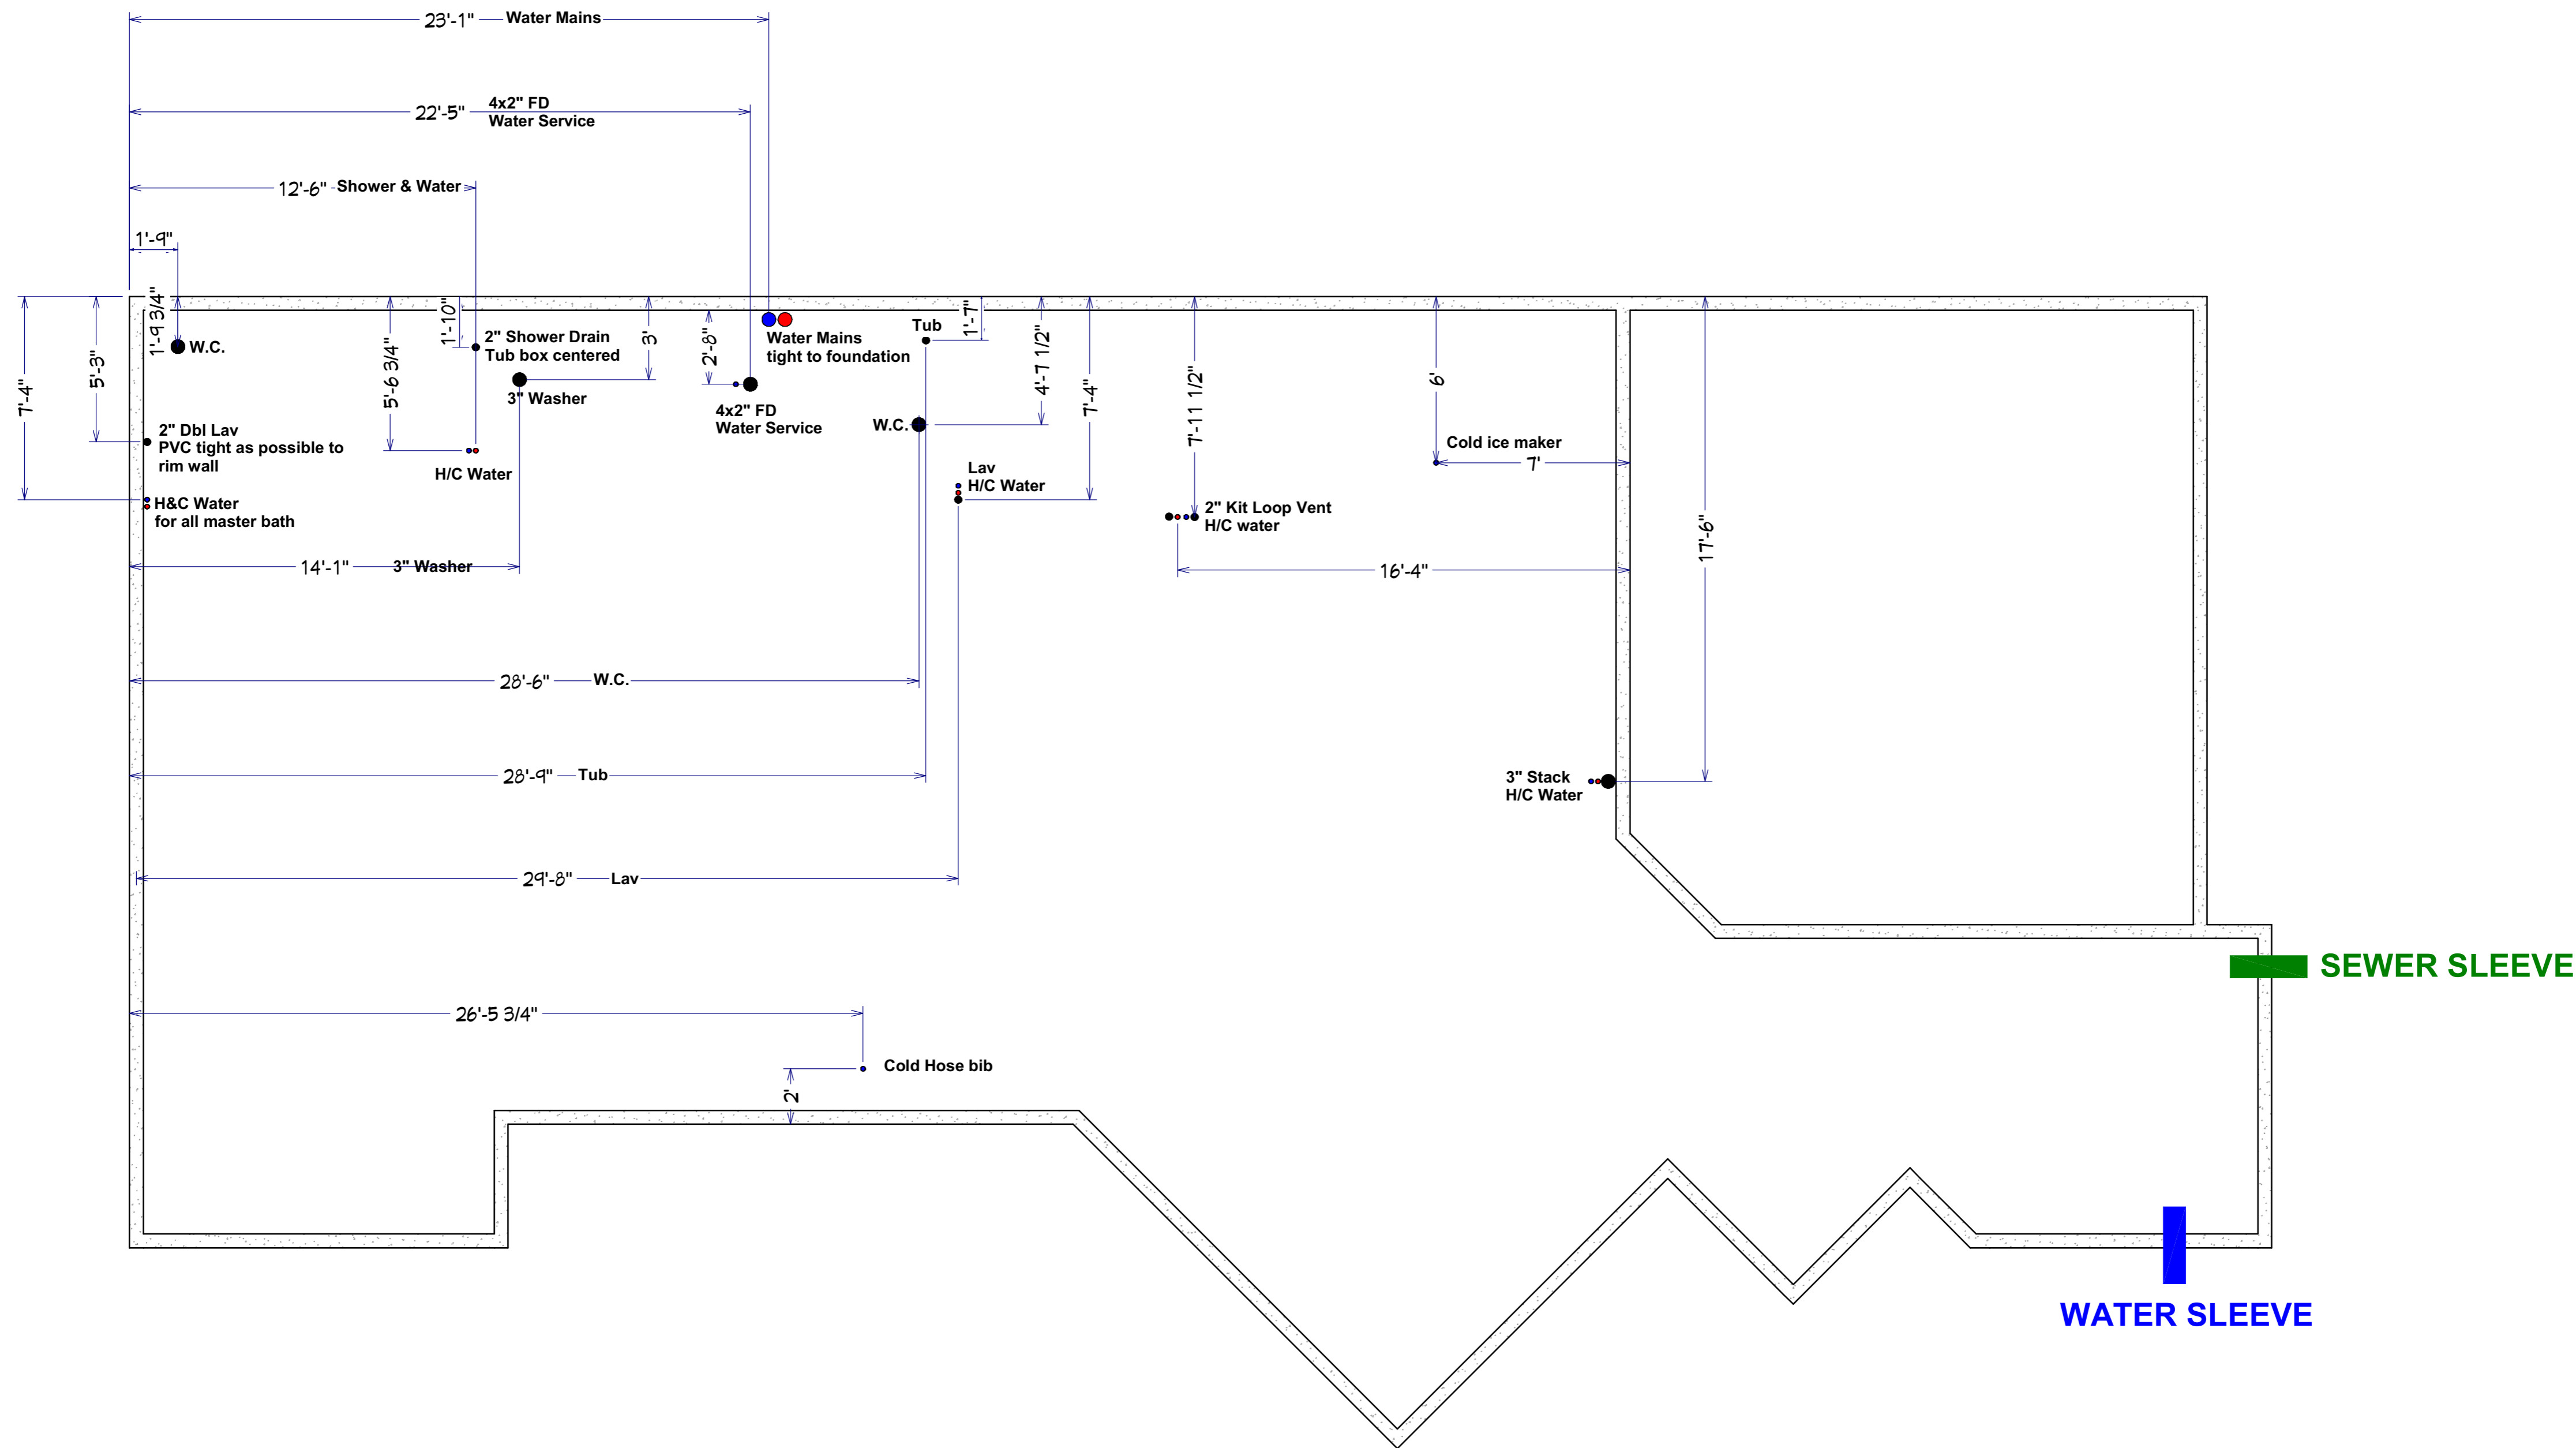 23'-1" Water Mains
22'-5" 4x2" FD
Water Service
12'-6" Shower & Water
1'-9"
1'-9 3/4"
W.C.
7'-4"
5'-3"
5'-6 3/4"
1'-10"
2" Shower Drain
Tub box centered
3" Washer
3'
2'-8"
Water Mains
tight to foundation
4x2" FD
Water Service
Tub
1'-7"
W.C.
4'-7 1/2"
7'-4"
7'-11 1/2"
6'
Cold ice maker
7'
2" Dbl Lav
PVC tight as possible to
rim wall
H/C Water
Lav
H/C Water
H&C Water
for all master bath
2" Kit Loop Vent
H/C water
17'-6"
14'-1" 3" Washer
16'-4"
28'-6" W.C.
28'-9" Tub
3" Stack
H/C Water
29'-8" Lav
SEWER SLEEVE
26'-5 3/4"
Cold Hose bib
2'
WATER SLEEVE